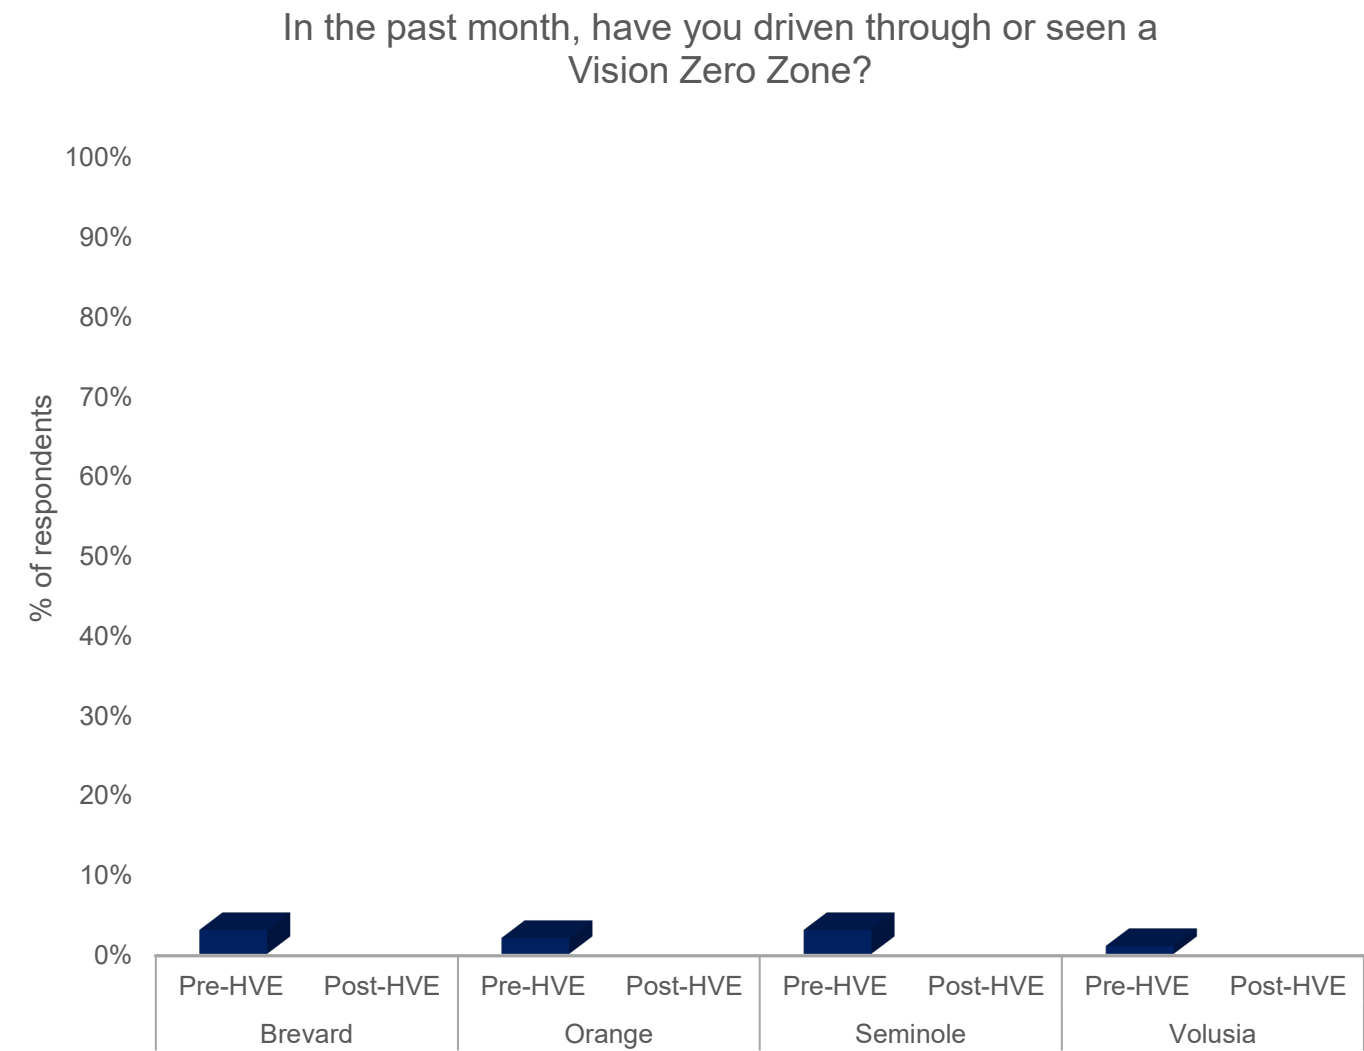 In the past month, have you driven through or seen a
Vision Zero Zone?
100%
90%
80%
70%
60%
50%
40%
30%
20%
10%
0%
% of respondents
Pre-HVE Post-HVE Pre-HVE Post-HVE Pre-HVE Post-HVE Pre-HVE Post-HVE
Brevard Orange Seminole Volusia